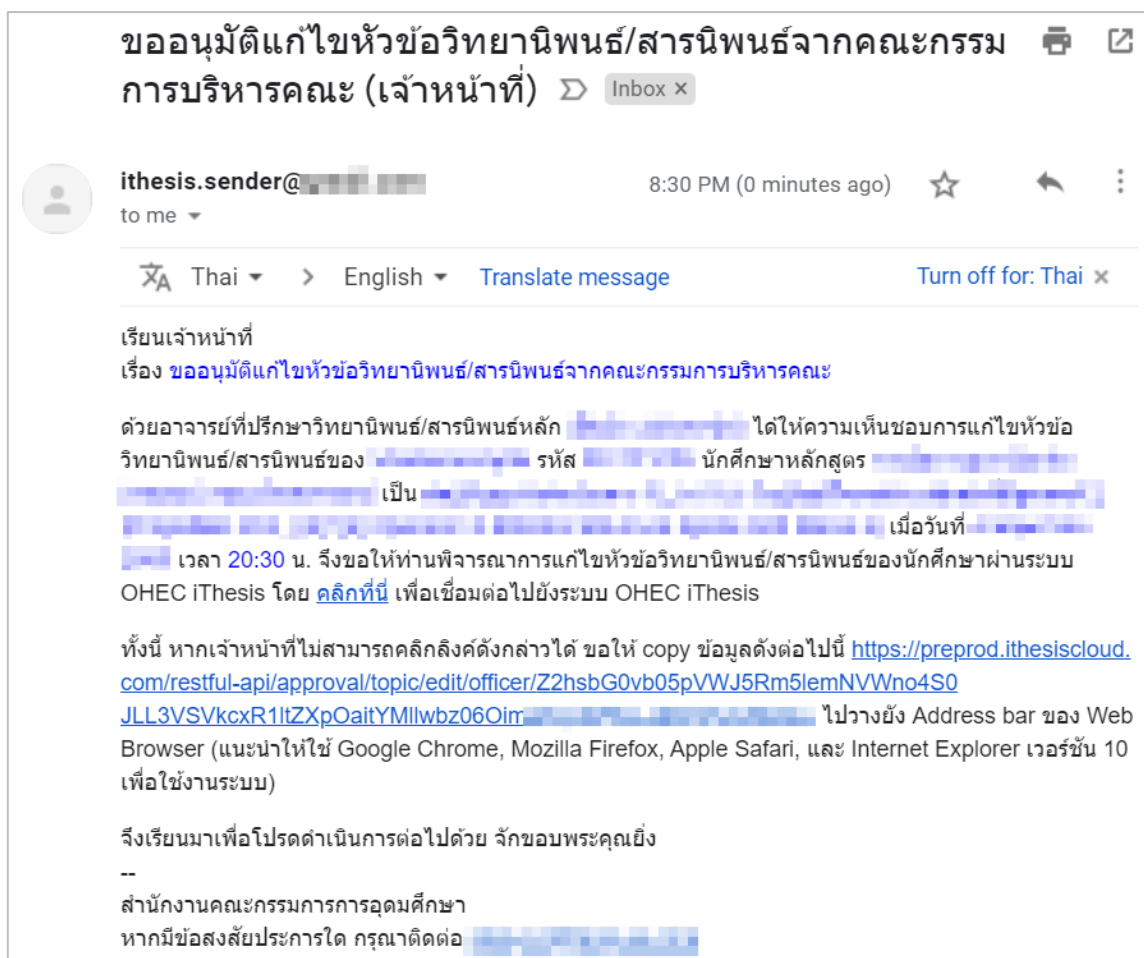 ขออนุมัติแก้ไขหัวข้อวิทยานิพนธ์/สารนิพนธ์จากคณะกรรม
การบริหารคณะ (เจ้าหน้าที่) Inbox ×
ithesis.sender@
8:30 PM (0 minutes ago)
to me
Thai > English Translate message Turn off for: Thai ×
เรียนเจ้าหน้าที่
เรื่อง ขออนุมัติแก้ไขหัวข้อวิทยานิพนธ์/สารนิพนธ์จากคณะกรรมการบริหารคณะ
ด้วยอาจารย์ที่ปรึกษาวิทยานิพนธ์/สารนิพนธ์หลัก ได้ให้ความเห็นชอบการแก้ไขหัวข้อ
วิทยานิพนธ์/สารนิพนธ์ของ รหัส นักศึกษาหลักสูตร
เป็น
เมื่อวันที่
เวลา 20:30 น. จึงขอให้ท่านพิจารณาการแก้ไขหัวข้อวิทยานิพนธ์/สารนิพนธ์ของนักศึกษาผ่านระบบ
OHEC iThesis โดย คลิกที่นี่ เพื่อเชื่อมต่อไปยังระบบ OHEC iThesis
ทั้งนี้ หากเจ้าหน้าที่ไม่สามารถคลิกลิงค์ดังกล่าวได้ ขอให้ copy ข้อมูลดังต่อไปนี้ https://preprod.ithesiscloud.
com/restful-api/approval/topic/edit/officer/Z2hsbG0vb05pVWJ5Rm5lemNVWno4S0
JLL3VSVkcxR1ltZXpOaitYMllwbz06Oim ไปวางยัง Address bar ของ Web
Browser (แนะนำให้ใช้ Google Chrome, Mozilla Firefox, Apple Safari, และ Internet Explorer เวอร์ชัน 10
เพื่อใช้งานระบบ)
จึงเรียนมาเพื่อโปรดดำเนินการต่อไปด้วย จักขอบพระคุณยิ่ง
--
สำนักงานคณะกรรมการการอุดมศึกษา
หากมีข้อสงสัยประการใด กรุณาติดต่อ